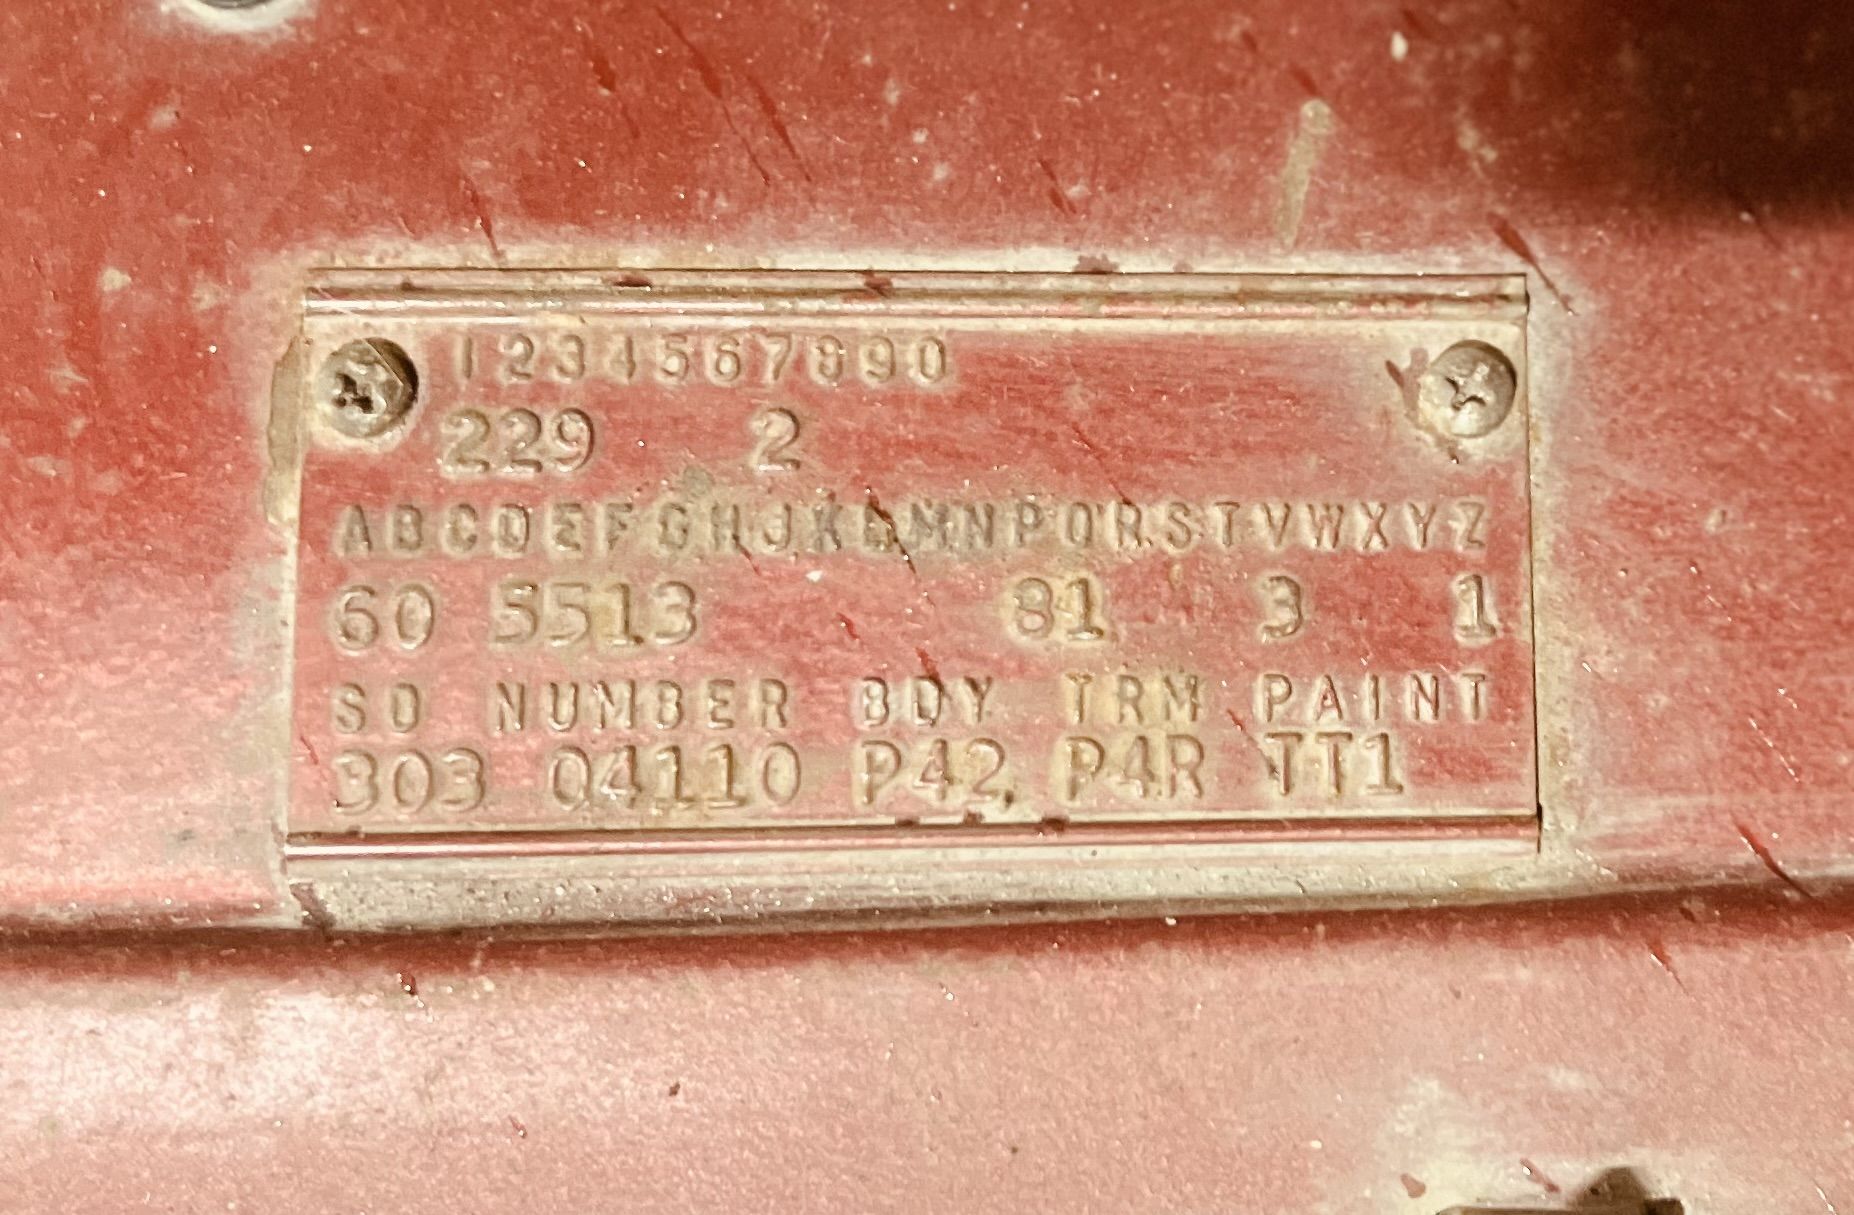 1234567890
229 2
ABCDEFGHJKLMNPQRSTVWXYZ
60 5513 81 3 1
SO NUMBER BDY TRM PAINT
303 04110 P42 P4R TT1